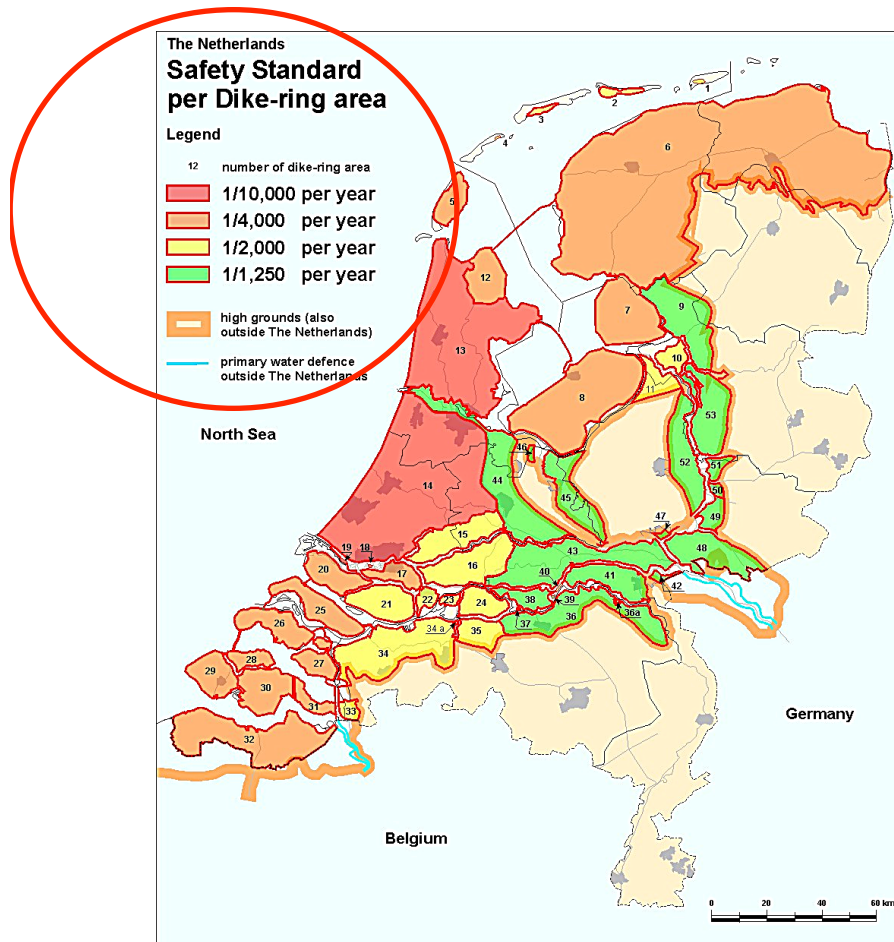 The Netherlands
Safety Standard
per Dike-ring area
Legend
12 number of dike-ring area
1/10,000 per year
1/4,000 per year
1/2,000 per year
1/1,250 per year
high grounds (also
outside The Netherlands)
primary water defence
outside The Netherlands
North Sea
Germany
Belgium
1
2
3
4
5
6
7
8
9
10
11
12
13
14
15
16
17
18
19
20
21
22
23
24
25
26
27
28
29
30
31
32
33
34
34 a
35
36
36a
37
38
39
40
41
42
43
44
45
46
47
48
49
50
51
52
53
0 20 40 60 km